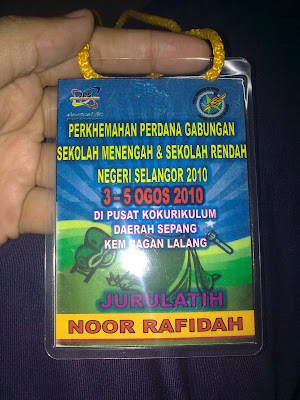 PERKHEMAHAN PERDANA GABUNGAN
SEKOLAH MENENGAH & SEKOLAH RENDAH
NEGERI SELANGOR 2010
3 – 5 OGOS 2010
DI PUSAT KOKURIKULUM
DAERAH SEPANG
KEM BAGAN LALANG
JURULATIH
NOOR RAFIDAH